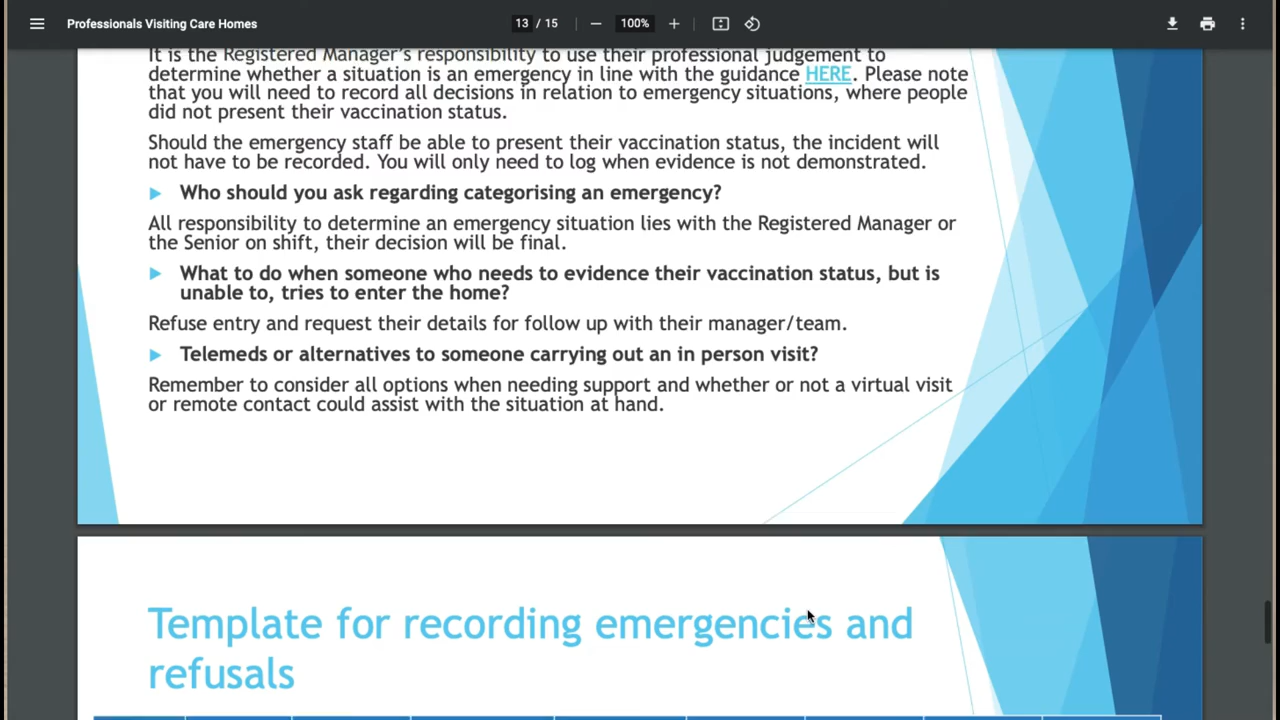 Professionals Visiting Care Homes
13 / 15
100%
It is the Registered Manager's responsibility to use their professional judgement to
determine whether a situation is an emergency in line with the guidance HERE. Please note
that you will need to record all decisions in relation to emergency situations, where people
did not present their vaccination status.
Should the emergency staff be able to present their vaccination status, the incident will
not have to be recorded. You will only need to log when evidence is not demonstrated.
Who should you ask regarding categorising an emergency?
All responsibility to determine an emergency situation lies with the Registered Manager or
the Senior on shift, their decision will be final.
What to do when someone who needs to evidence their vaccination status, but is
unable to, tries to enter the home?
Refuse entry and request their details for follow up with their manager/team.
Telemeds or alternatives to someone carrying out an in person visit?
Remember to consider all options when needing support and whether or not a virtual visit
or remote contact could assist with the situation at hand.
Template for recording emergencies and
refusals